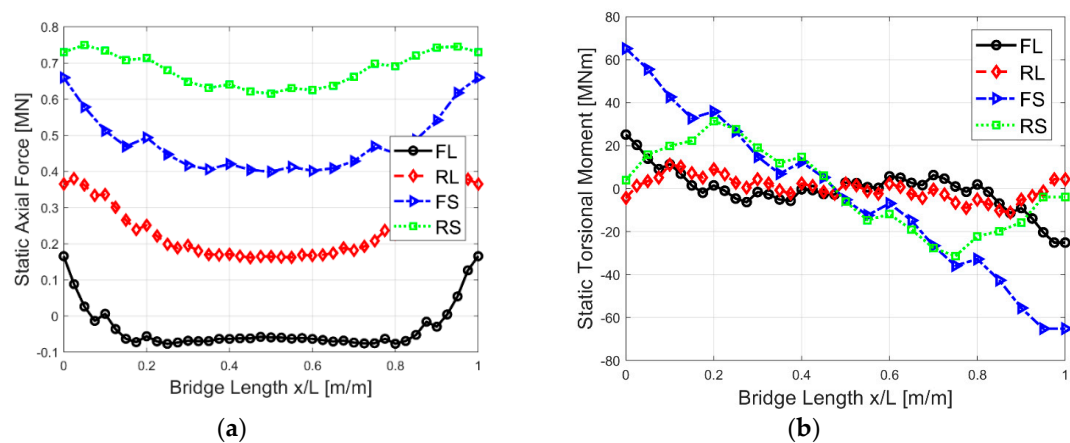 Static Axial Force [MN]
0.8
0.7
0.6
0.5
0.4
0.3
0.2
0.1
0
-0.1
0
0.2
0.4
0.6
0.8
1
Bridge Length x/L [m/m]
FL
RL
FS
RS
(a)
Static Torsional Moment [MNm]
80
60
40
20
0
-20
-40
-60
-80
0
0.2
0.4
0.6
0.8
1
Bridge Length x/L [m/m]
FL
RL
FS
RS
(b)